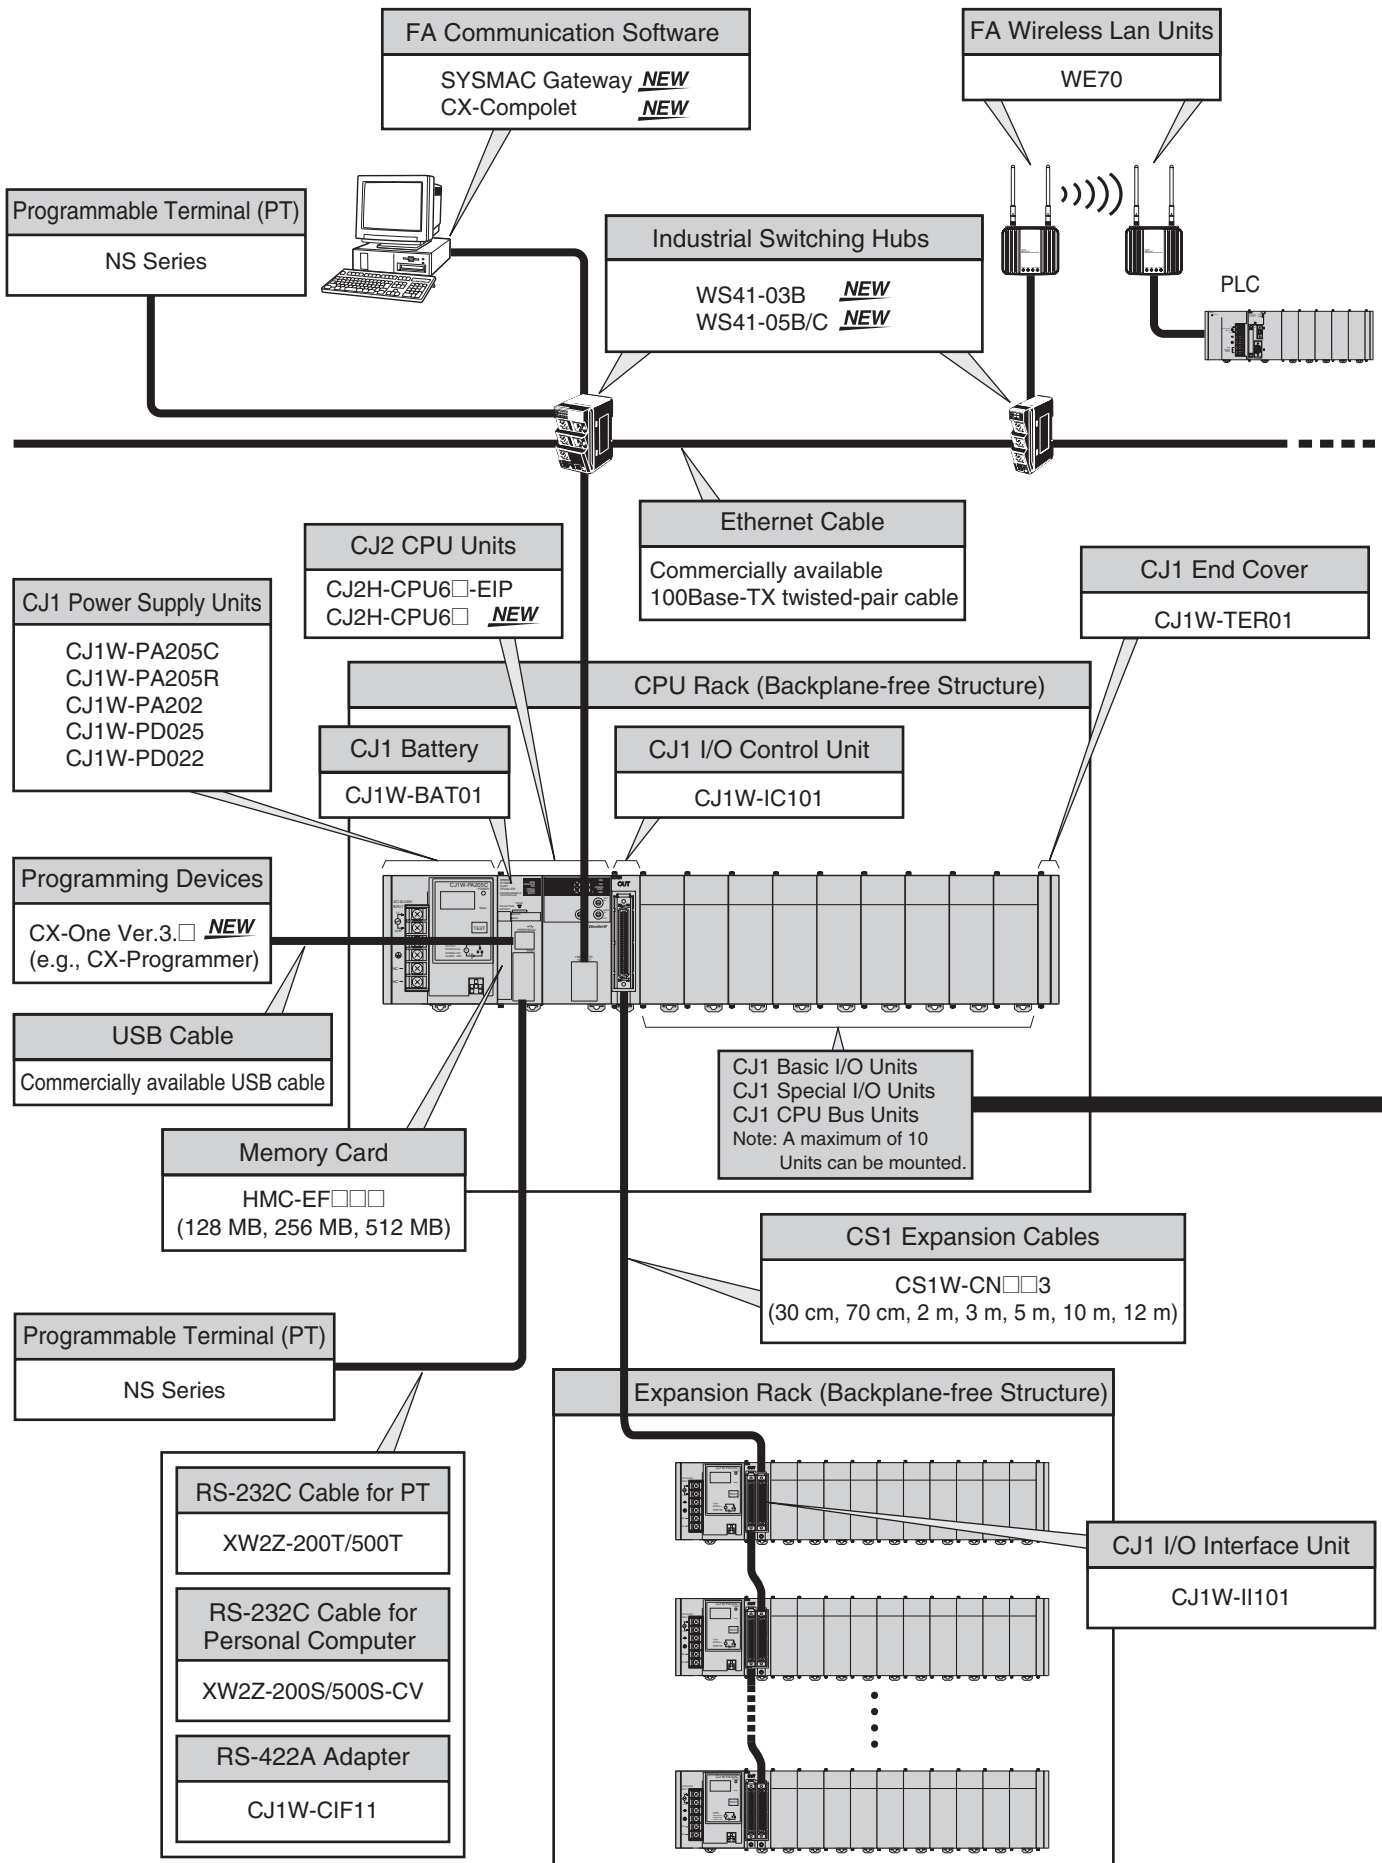 FA Communication Software
SYSMAC Gateway NEW
CX-Compolet NEW
FA Wireless Lan Units
WE70
Programmable Terminal (PT)
NS Series
Industrial Switching Hubs
WS41-03B NEW
WS41-05B/C NEW
PLC
Ethernet Cable
Commercially available
100Base-TX twisted-pair cable
CJ2 CPU Units
CJ2H-CPU6□-EIP
CJ2H-CPU6□ NEW
CJ1 End Cover
CJ1W-TER01
CJ1 Power Supply Units
CJ1W-PA205C
CJ1W-PA205R
CJ1W-PA202
CJ1W-PD025
CJ1W-PD022
CPU Rack (Backplane-free Structure)
CJ1 Battery
CJ1W-BAT01
CJ1 I/O Control Unit
CJ1W-IC101
Programming Devices
CX-One Ver.3.□ NEW
(e.g., CX-Programmer)
CJ1W-PA205C
TEST
OUT
USB Cable
Commercially available USB cable
CJ1 Basic I/O Units
CJ1 Special I/O Units
CJ1 CPU Bus Units
Note: A maximum of 10
Units can be mounted.
Memory Card
HMC-EF□□□
(128 MB, 256 MB, 512 MB)
CS1 Expansion Cables
CS1W-CN□□3
(30 cm, 70 cm, 2 m, 3 m, 5 m, 10 m, 12 m)
Programmable Terminal (PT)
NS Series
Expansion Rack (Backplane-free Structure)
RS-232C Cable for PT
XW2Z-200T/500T
RS-232C Cable for
Personal Computer
XW2Z-200S/500S-CV
RS-422A Adapter
CJ1W-CIF11
CJ1 I/O Interface Unit
CJ1W-II101